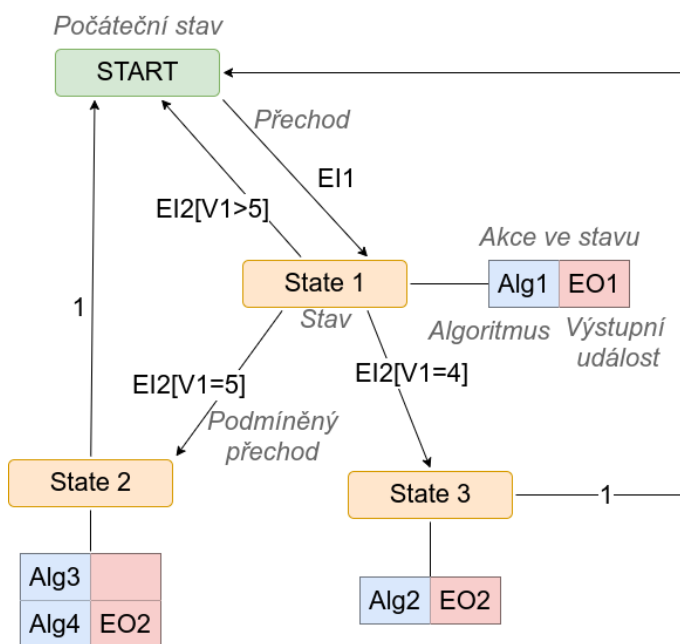 Počáteční stav
START
Přechod
EI1
EI2[V1>5]
Akce ve stavu
State 1
Alg1 EO1
1
Stav
Algoritmus
Výstupní
událost
EI2[V1=5]
EI2[V1=4]
Podmíněný
přechod
State 2
State 3
1
Alg3
Alg4 EO2
Alg2 EO2